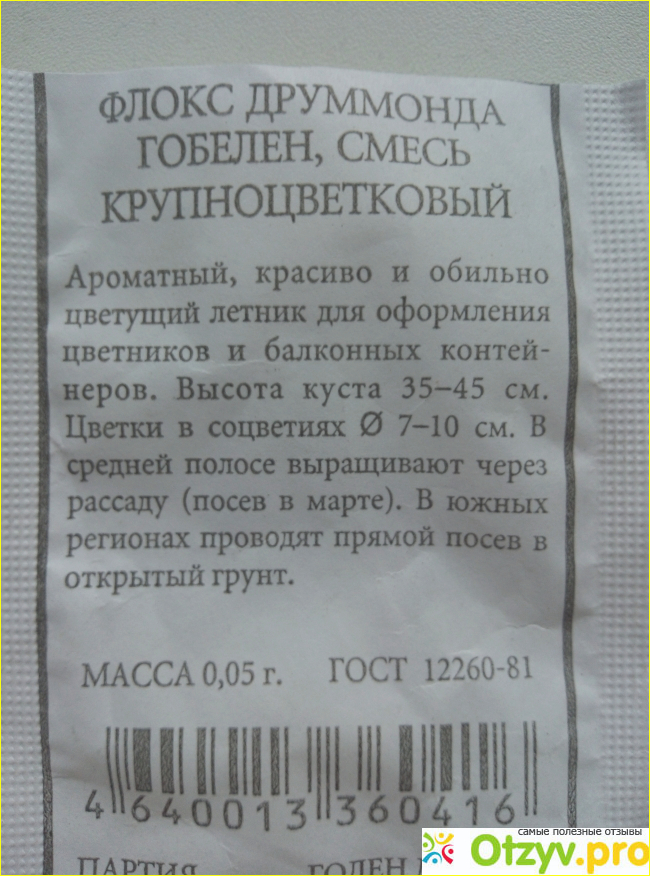 ФЛОКС ДРУММОНДА
ГОБЕЛЕН, СМЕСЬ
КРУПНОЦВЕТКОВЫЙ
Ароматный, красиво и обильно
цветущий летник для оформления
цветников и балконных контей-
неров. Высота куста 35–45 см.
Цветки в соцветиях Ø 7–10 см. В
средней полосе выращивают через
рассаду (посев в марте). В южных
регионах проводят прямой посев в
открытый грунт.
МАССА 0,05 г. ГОСТ 12260-81
4 640013 360416
ПАРТИЯ ГОДЕН
самые полезные отзывы
Otzyv.pro